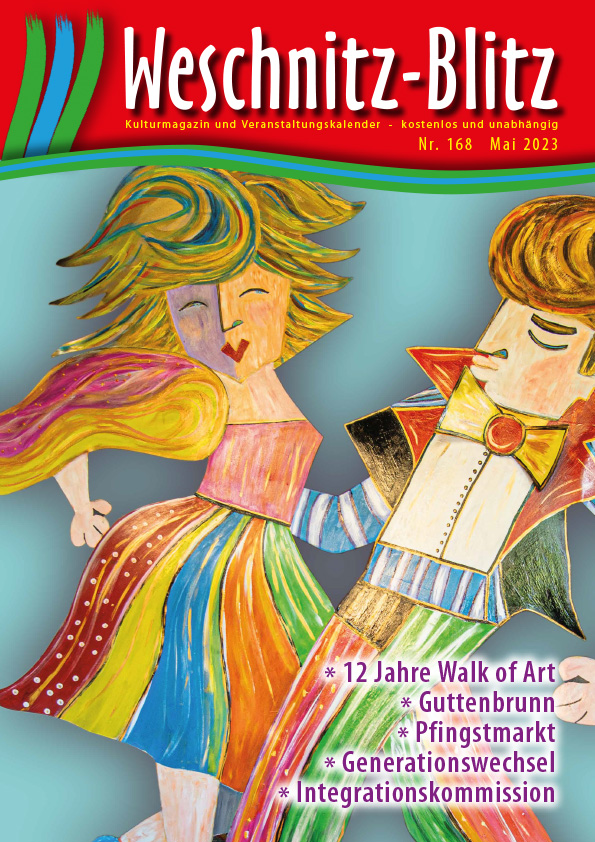 Weschnitz-Blitz
Kulturmagazin und Veranstaltungskalender - kostenlos und unabhängig
Nr. 168 Mai 2023
* 12 Jahre Walk of Art
* Guttenbrunn
* Pfingstmarkt
* Generationswechsel
* Integrationskommission